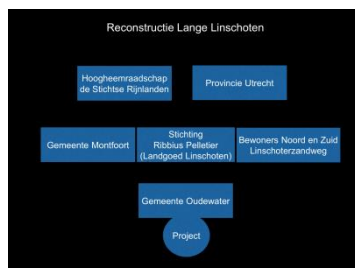 Reconstructie Lange Linschoten
Hoogheemraadschap
de Stichtse Rijnlanden
Provincie Utrecht
Gemeente Montfoort
Stichting
Ribbius Pelletier
(Landgoed Linschoten)
Bewoners Noord en Zuid
Linschoterzandweg
Gemeente Oudewater
Project